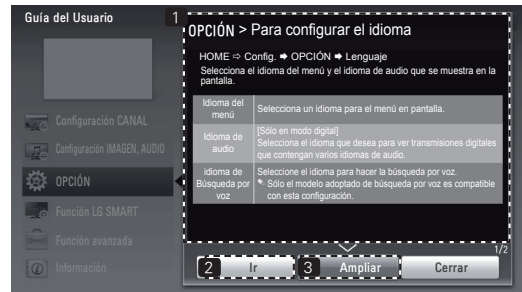 Guía del Usuario
1
OPCIÓN > Para configurar el idioma
HOME ⇨ Config. ➡ OPCIÓN ➡ Lenguaje
Selecciona el idioma del menú y el idioma de audio que se muestra en la
pantalla.
Idioma del
menú
Selecciona un idioma para el menú en pantalla.
Idioma de
audio
[Sólo en modo digital]
Selecciona el idioma que desea para ver transmisiones digitales
que contengan varios idiomas de audio.
idioma de
Búsqueda por
voz
Seleccione el idioma para hacer la búsqueda por voz.
Sólo el modelo adoptado de búsqueda por voz es compatible
con esta configuración.
Configuración CANAL
Configuración IMAGEN, AUDIO
OPCIÓN
Función LG SMART
Función avanzada
Información
1/2
2 Ir
3 Ampliar
Cerrar